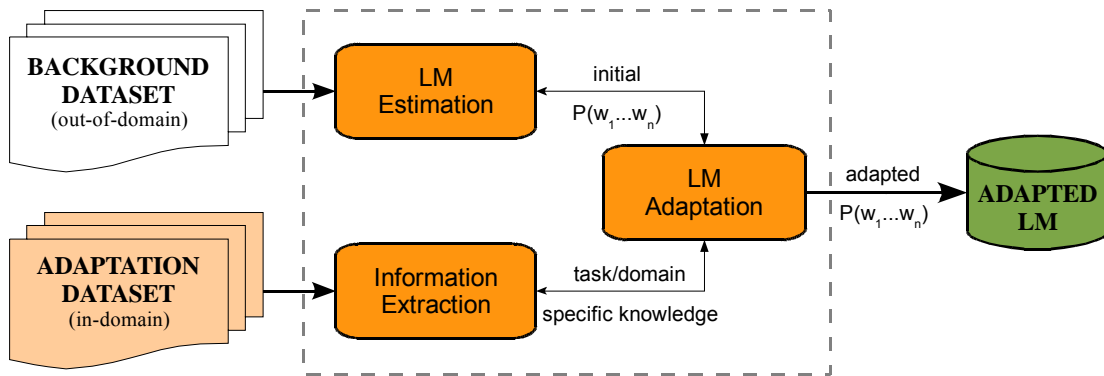 BACKGROUND
DATASET
(out-of-domain)
LM
Estimation
initial
P(w₁...wₙ)
LM
Adaptation
adapted
P(w₁...wₙ)
ADAPTED
LM
ADAPTATION
DATASET
(in-domain)
Information
Extraction
task/domain
specific knowledge